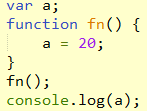 var a;
function fn() {
    a = 20;
}
fn();
console.log(a);